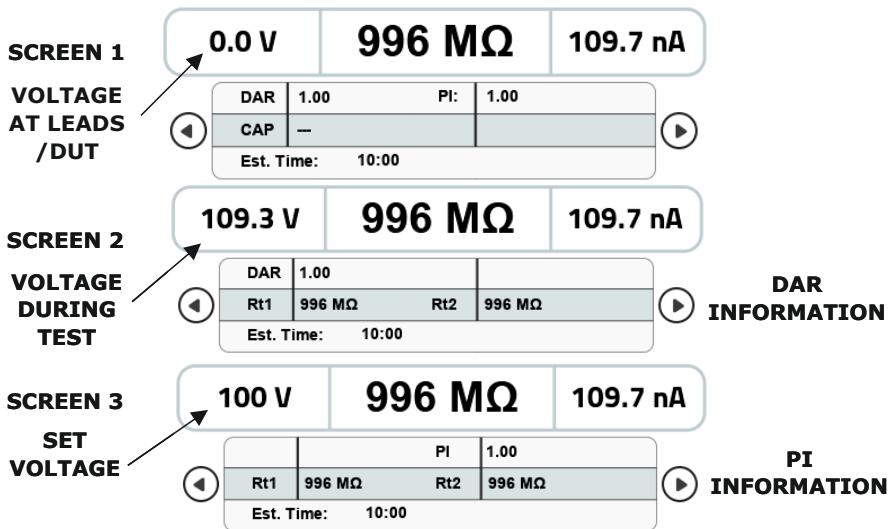 SCREEN 1
VOLTAGE
AT LEADS
/DUT
0.0 V 996 MΩ 109.7 nA
DAR 1.00 PI: 1.00
CAP ---
Est. Time: 10:00
SCREEN 2
VOLTAGE
DURING
TEST
109.3 V 996 MΩ 109.7 nA
DAR 1.00
Rt1 996 MΩ Rt2 996 MΩ
Est. Time: 10:00
DAR
INFORMATION
SCREEN 3
SET
VOLTAGE
100 V 996 MΩ 109.7 nA
PI 1.00
Rt1 996 MΩ Rt2 996 MΩ
Est. Time: 10:00
PI
INFORMATION